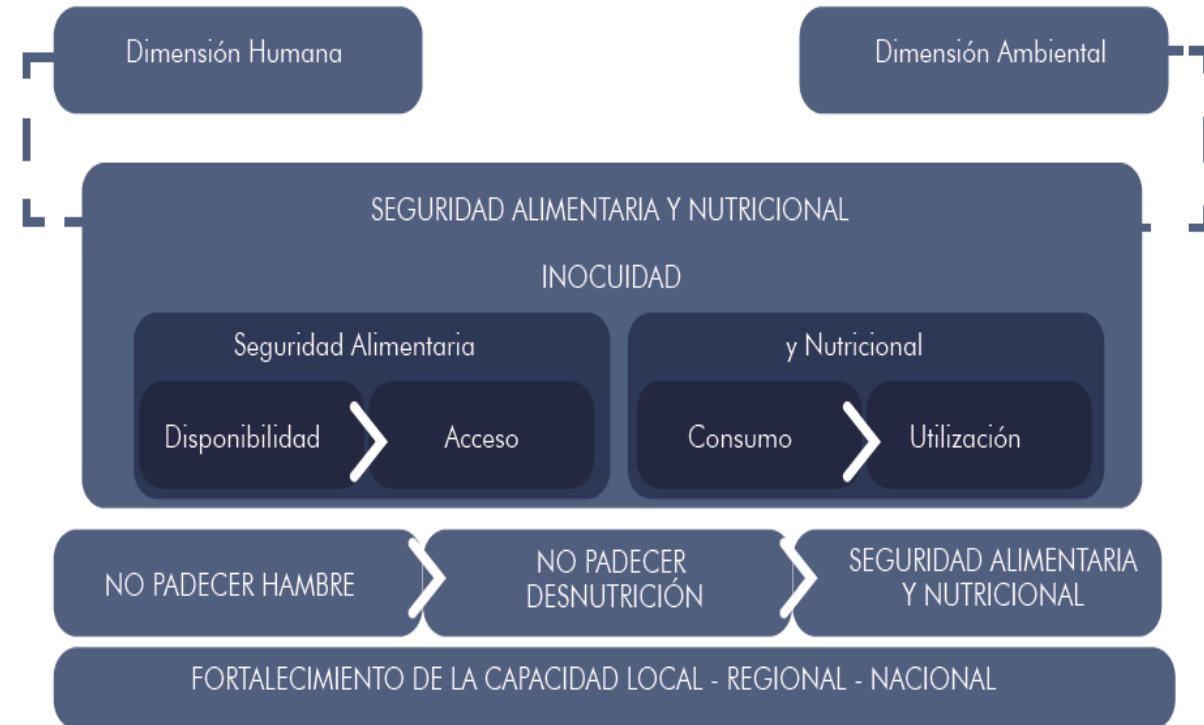 Dimensión Humana
Dimensión Ambiental
SEGURIDAD ALIMENTARIA Y NUTRICIONAL
INOCUIDAD
Seguridad Alimentaria
y Nutricional
Disponibilidad
Acceso
Consumo
Utilización
NO PADECER HAMBRE
NO PADECER
DESNUTRICIÓN
SEGURIDAD ALIMENTARIA
Y NUTRICIONAL
FORTALECIMIENTO DE LA CAPACIDAD LOCAL - REGIONAL - NACIONAL